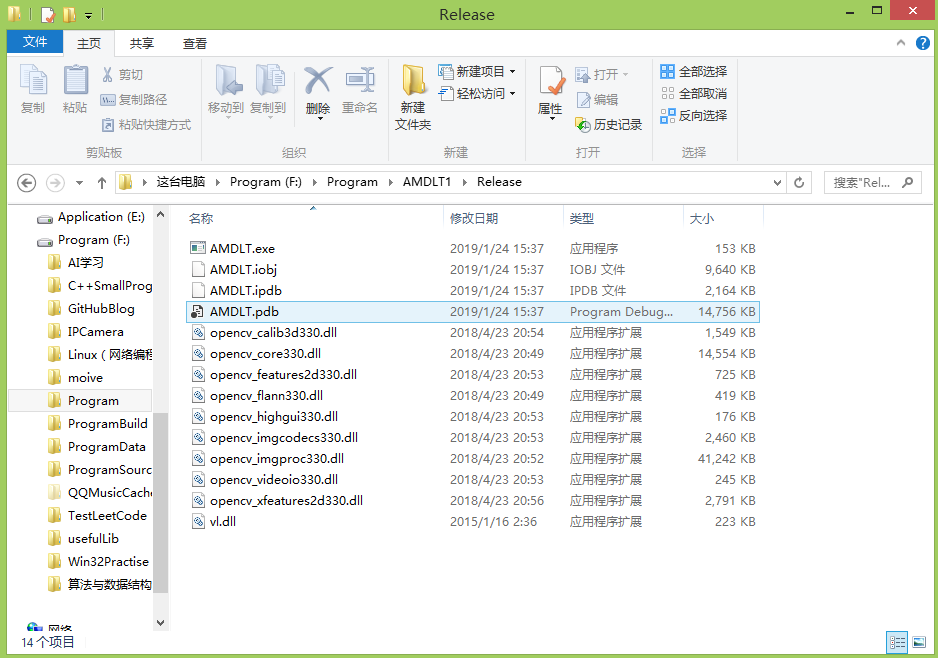 Release
文件 主页 共享 查看
复制
粘贴
剪切
复制路径
粘贴快捷方式
剪贴板
移动到
复制到
删除
重命名
组织
新建
文件夹
新建项目
轻松访问
新建
属性
打开
编辑
历史记录
打开
全部选择
全部取消
反向选择
选择
这台电脑 Program (F:) Program AMDLT1 Release
搜索"Rel...
Application (E:)
Program (F:)
AI学习
C++SmallProg
GitHubBlog
IPCamera
Linux（网络编程
moive
Program
ProgramBuild
ProgramData
ProgramSourc
QQMusicCache
TestLeetCode
usefulLib
Win32Practise
算法与数据结构
网络
名称 修改日期 类型 大小
AMDLT.exe 2019/1/24 15:37 应用程序 153 KB
AMDLT.iobj 2019/1/24 15:37 IOBJ 文件 9,640 KB
AMDLT.ipdb 2019/1/24 15:37 IPDB 文件 2,164 KB
AMDLT.pdb 2019/1/24 15:37 Program Debug... 14,756 KB
opencv_calib3d330.dll 2018/4/23 20:54 应用程序扩展 1,549 KB
opencv_core330.dll 2018/4/23 20:49 应用程序扩展 14,554 KB
opencv_features2d330.dll 2018/4/23 20:53 应用程序扩展 725 KB
opencv_flann330.dll 2018/4/23 20:49 应用程序扩展 419 KB
opencv_highgui330.dll 2018/4/23 20:53 应用程序扩展 176 KB
opencv_imgcodecs330.dll 2018/4/23 20:53 应用程序扩展 2,460 KB
opencv_imgproc330.dll 2018/4/23 20:52 应用程序扩展 41,242 KB
opencv_videoio330.dll 2018/4/23 20:53 应用程序扩展 245 KB
opencv_xfeatures2d330.dll 2018/4/23 20:56 应用程序扩展 2,791 KB
vl.dll 2015/1/16 2:36 应用程序扩展 223 KB
14 个项目